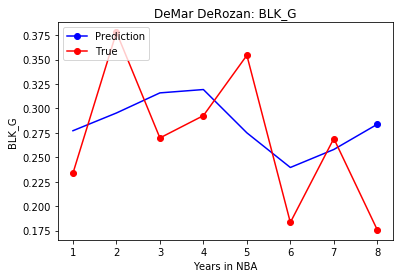 DeMar DeRozan: BLK_G
Prediction
True
0.375
0.350
0.325
0.300
0.275
0.250
0.225
0.200
0.175
BLK_G
1 2 3 4 5 6 7 8
Years in NBA